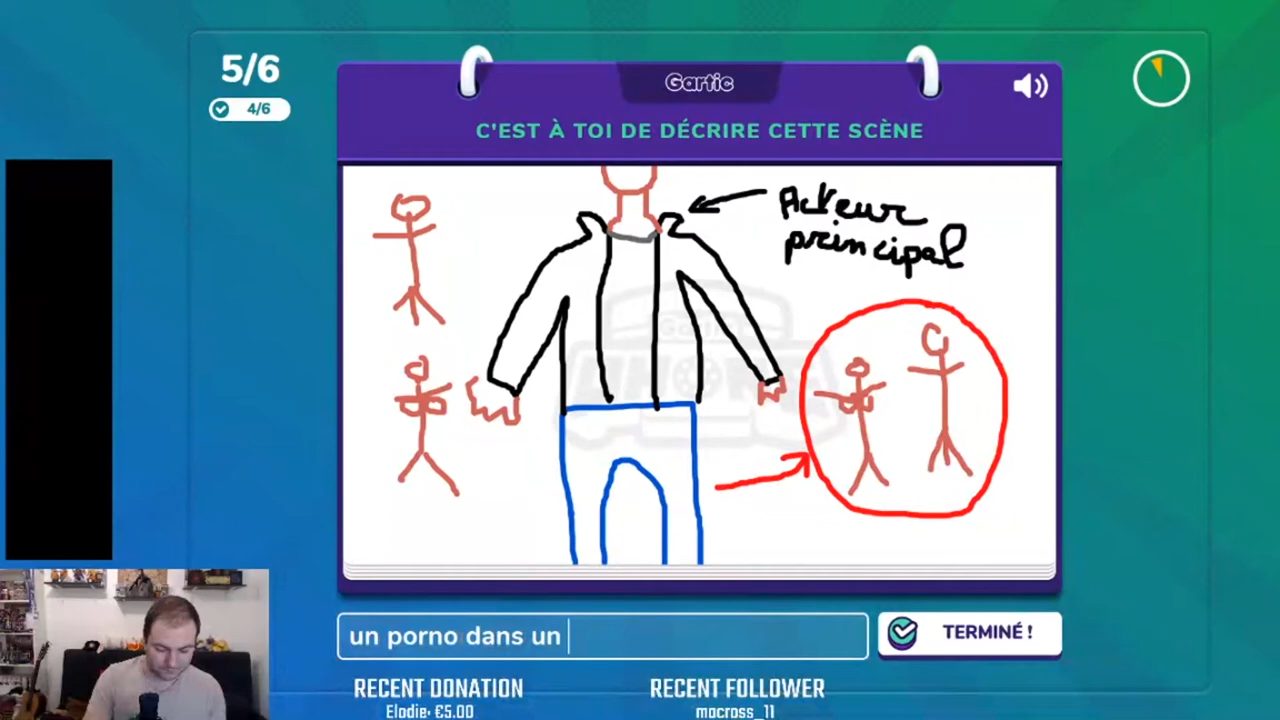 5/6
4/6
Gartic
C'EST À TOI DE DÉCRIRE CETTE SCÈNE
Acteur
principal
un porno dans un
TERMINÉ !
RECENT DONATION
Elodie: €5.00
RECENT FOLLOWER
macross_11